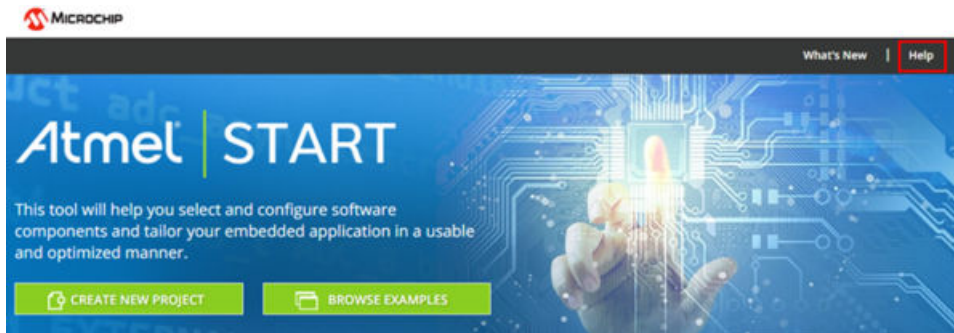 MICROCHIP
What's New | Help
Atmel START
This tool will help you select and configure software
components and tailor your embedded application in a usable
and optimized manner.
CREATE NEW PROJECT
BROWSE EXAMPLES